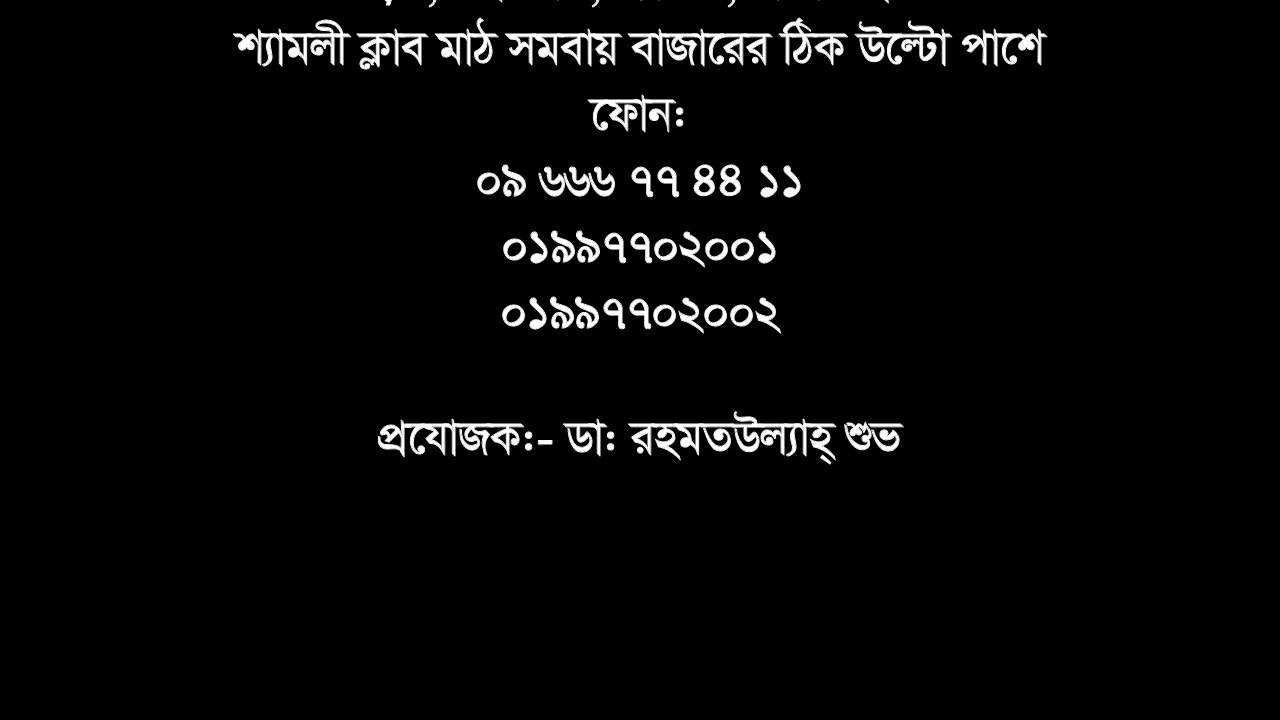 শ্যামলী ক্লাব মাঠ সমবায় বাজারের ঠিক উল্টো পাশে
ফোন:
০৯ ৬৬৬ ৭৭ ৪৪ ১১
০১৯৯৭৭০২০০১
০১৯৯৭৭০২০০২
প্রযোজক:- ডা: রহমতউল্যাহ্ শুভ